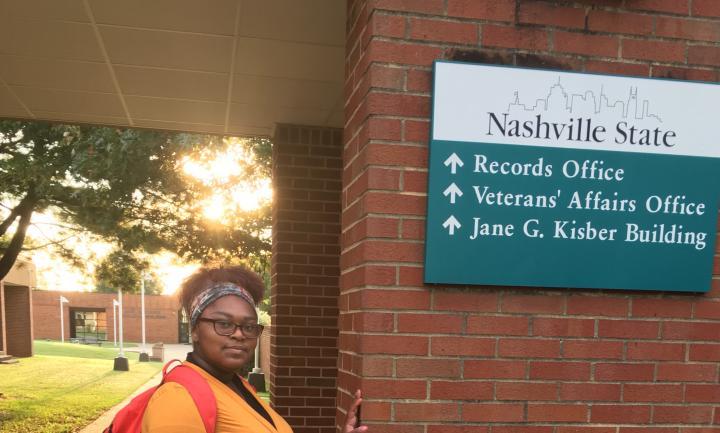 Nashville State
↑ Records Office
↑ Veterans' Affairs Office
↑ Jane G. Kisber Building